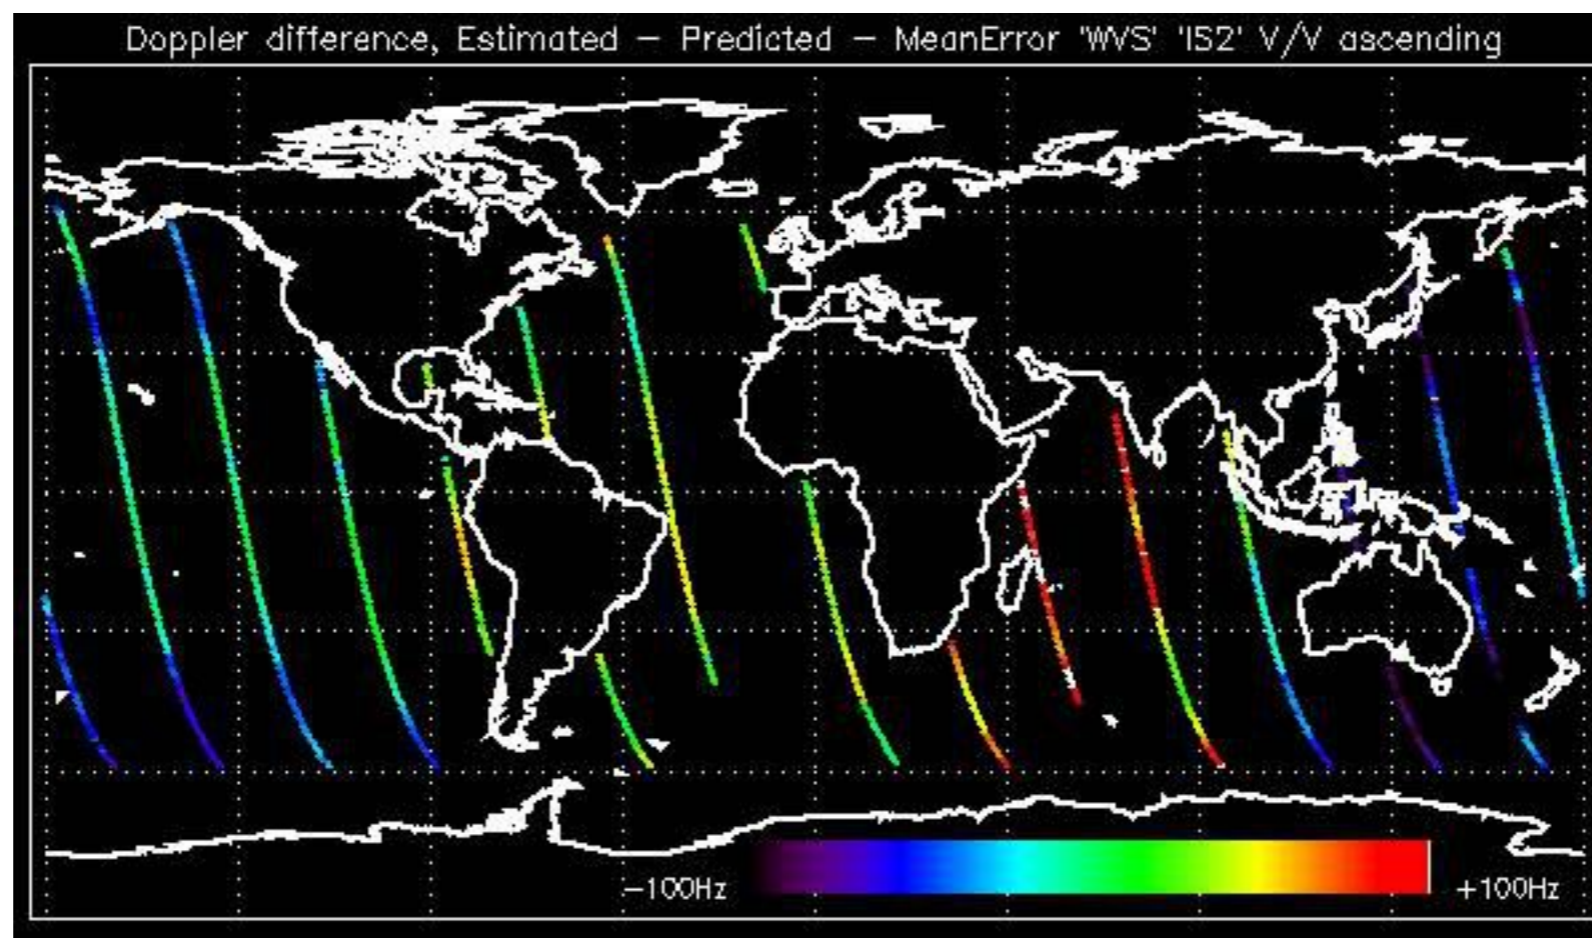 Doppler difference, Estimated – Predicted – MeanError 'WVS' 'IS2' V/V ascending
–100Hz
+100Hz